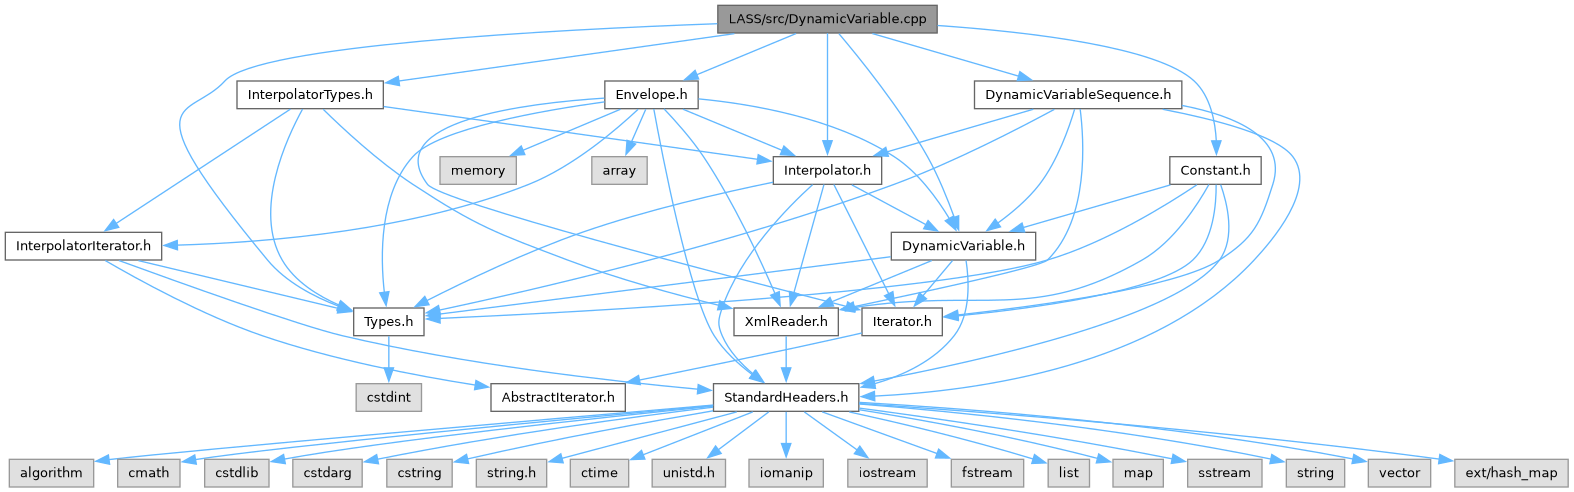 LASS/src/DynamicVariable.cpp
InterpolatorTypes.h
Envelope.h
DynamicVariableSequence.h
memory
array
Interpolator.h
Constant.h
InterpolatorIterator.h
DynamicVariable.h
Types.h
XmlReader.h
Iterator.h
cstdint
AbstractIterator.h
StandardHeaders.h
algorithm
cmath
cstdlib
cstdarg
cstring
string.h
ctime
unistd.h
iomanip
iostream
fstream
list
map
sstream
string
vector
ext/hash_map